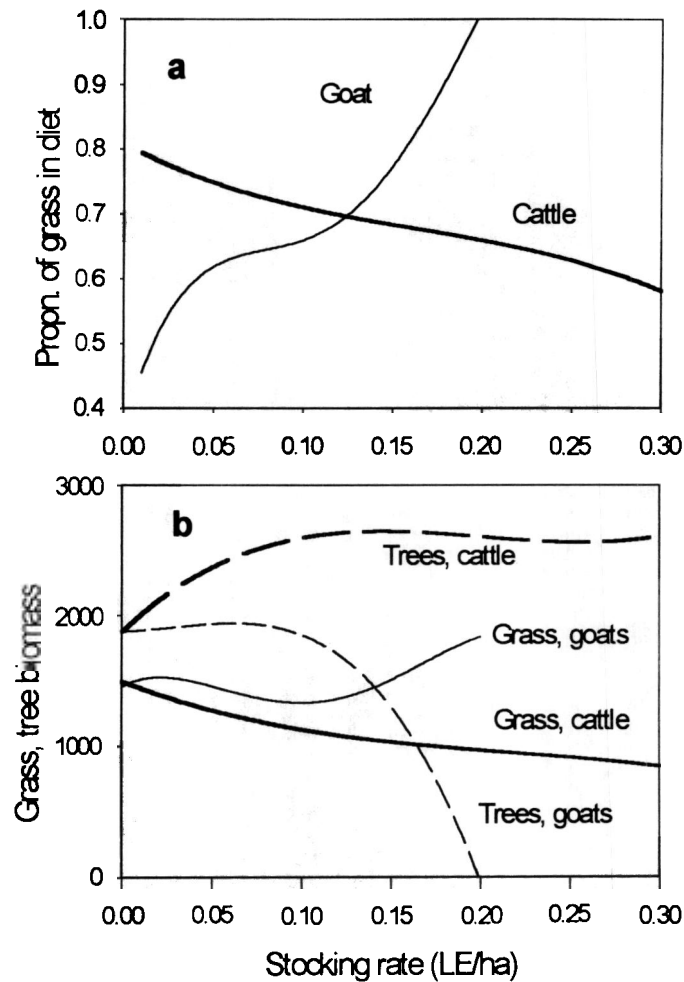 1.0
a
0.9
Goat
0.8
0.7
Cattle
0.6
0.5
0.4
Propn. of grass in diet
0.00 0.05 0.10 0.15 0.20 0.25 0.30
3000
b
Trees, cattle
2000
Grass, goats
Grass, cattle
1000
Trees, goats
0
Grass, tree biomass
0.00 0.05 0.10 0.15 0.20 0.25 0.30
Stocking rate (LE/ha)